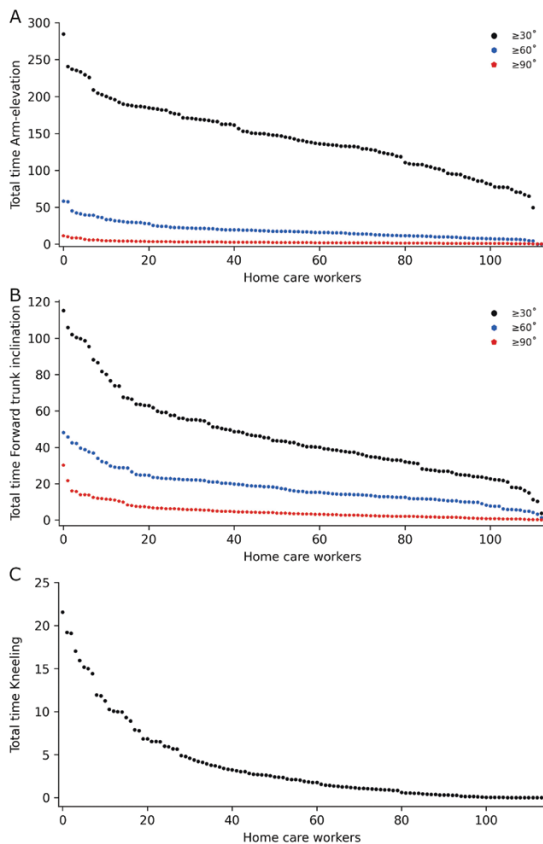 A
300
250
200
150
100
50
0
Total time Arm-elevation
≥30˚
≥60˚
≥90˚
0 20 40 60 80 100
Home care workers
B
120
100
80
60
40
20
0
Total time Forward trunk inclination
≥30˚
≥60˚
≥90˚
0 20 40 60 80 100
Home care workers
C
25
20
15
10
5
0
Total time Kneeling
0 20 40 60 80 100
Home care workers